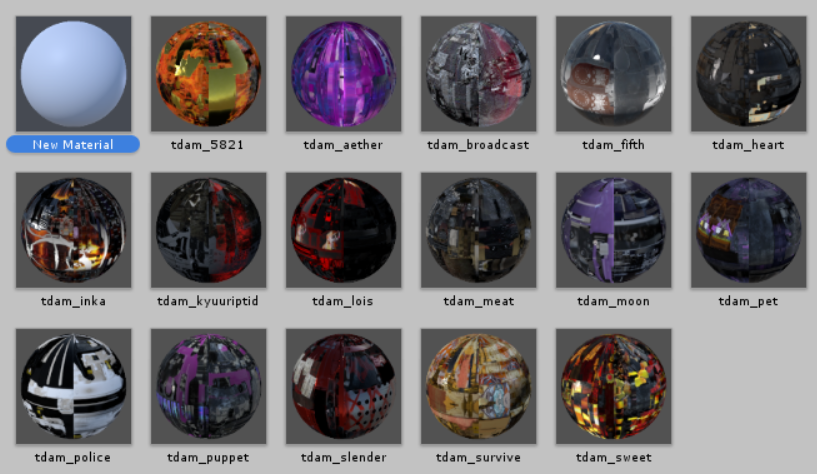 New Material
tdam_5821
tdam_aether
tdam_broadcast
tdam_fifth
tdam_heart
tdam_inka
tdam_kyuuriptid
tdam_lois
tdam_meat
tdam_moon
tdam_pet
tdam_police
tdam_puppet
tdam_slender
tdam_survive
tdam_sweet